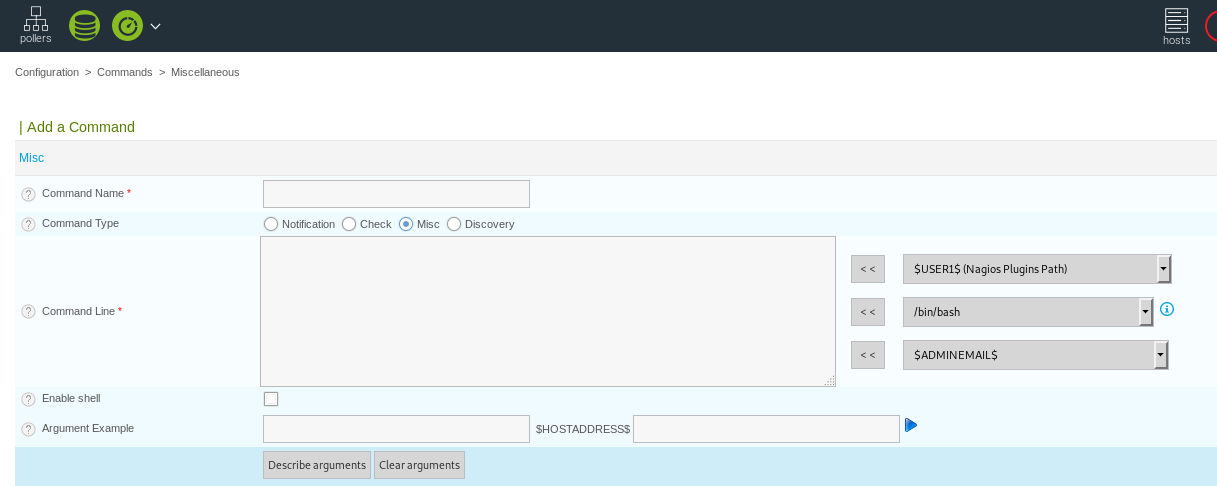 pollers
hosts
Configuration > Commands > Miscellaneous
| Add a Command
Misc
? Command Name *
? Command Type Notification Check Misc Discovery
< < $USER1$ (Nagios Plugins Path)
? Command Line * < < /bin/bash i
< < $ADMINEMAIL$
? Enable shell
? Argument Example $HOSTADDRESS$
Describe arguments Clear arguments